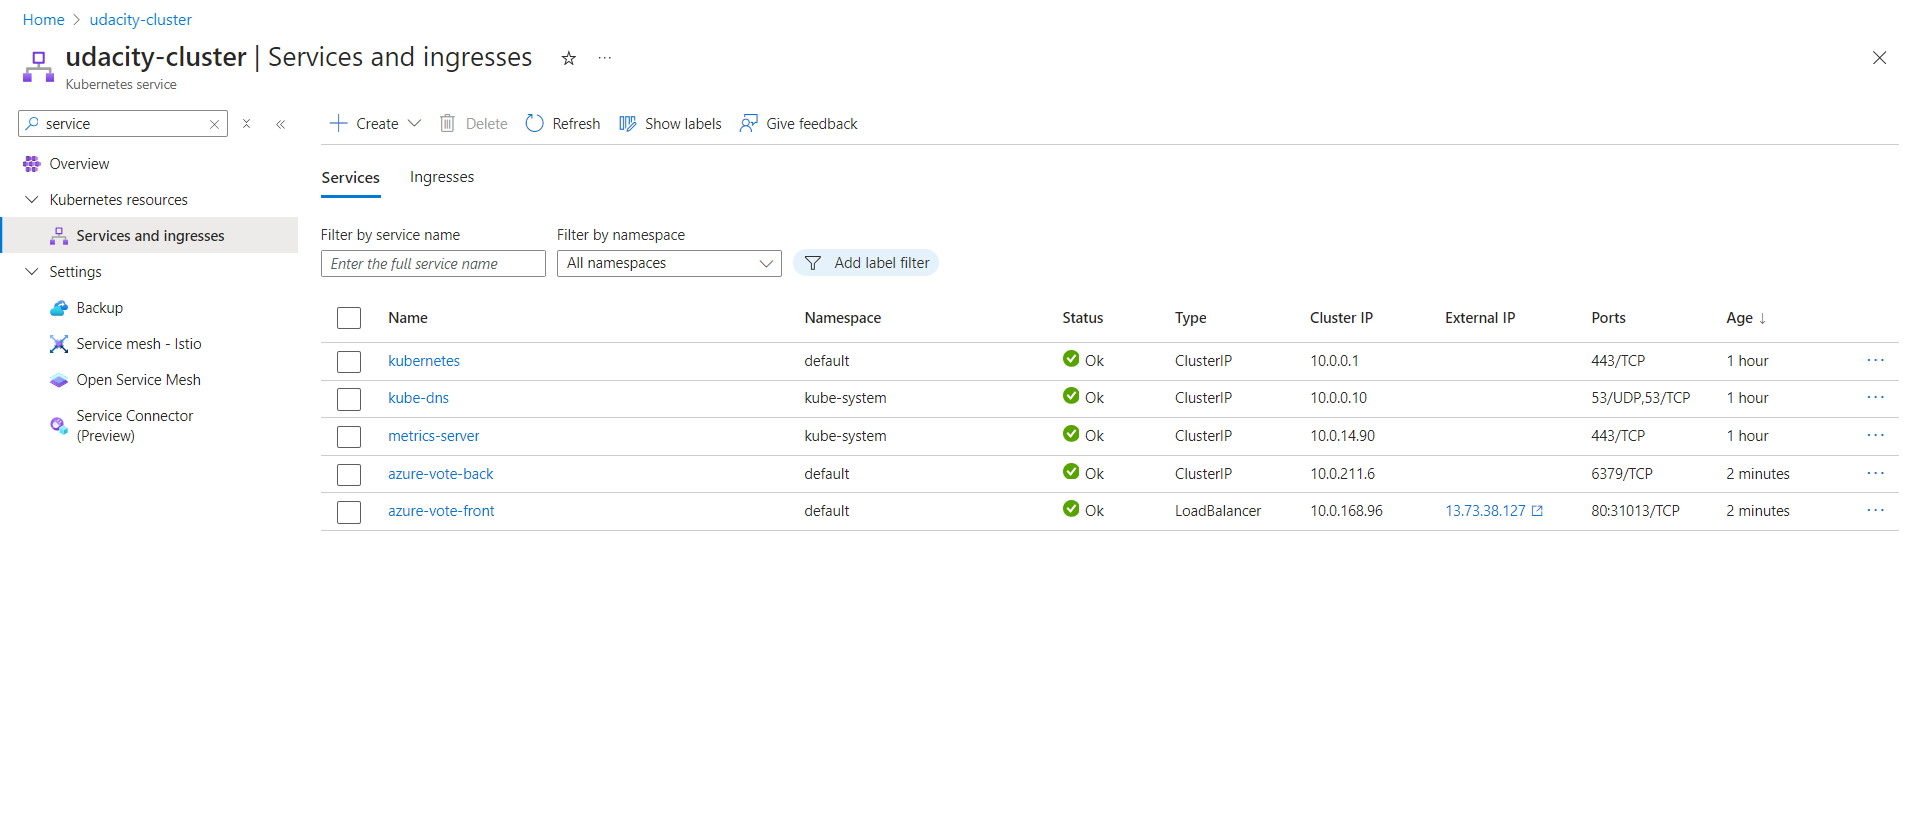 Home > udacity-cluster
udacity-cluster | Services and ingresses
Kubernetes service
service
Create
Delete
Refresh
Show labels
Give feedback
Overview
Kubernetes resources
Services and ingresses
Settings
Backup
Service mesh - Istio
Open Service Mesh
Service Connector
(Preview)
Services Ingresses
Filter by service name Filter by namespace
Enter the full service name All namespaces Add label filter
Name Namespace Status Type Cluster IP External IP Ports Age ↓
kubernetes default Ok ClusterIP 10.0.0.1 443/TCP 1 hour
kube-dns kube-system Ok ClusterIP 10.0.0.10 53/UDP,53/TCP 1 hour
metrics-server kube-system Ok ClusterIP 10.0.14.90 443/TCP 1 hour
azure-vote-back default Ok ClusterIP 10.0.211.6 6379/TCP 2 minutes
azure-vote-front default Ok LoadBalancer 10.0.168.96 13.73.38.127 80:31013/TCP 2 minutes